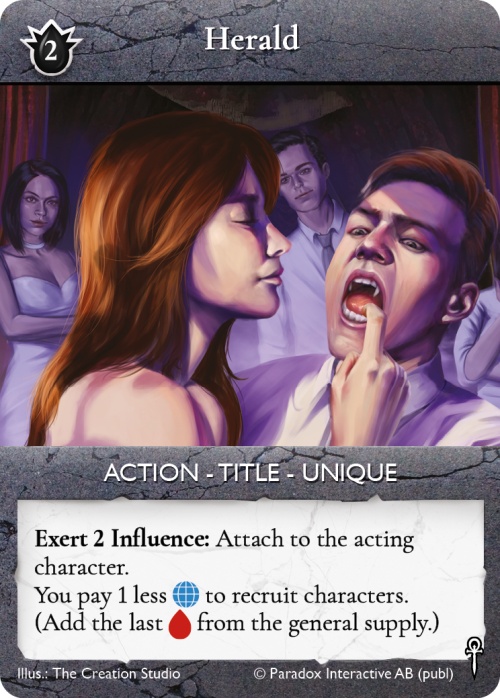 2
Herald
ACTION - TITLE - UNIQUE
Exert 2 Influence: Attach to the acting
character.
You pay 1 less to recruit characters.
(Add the last from the general supply.)
Illus.: The Creation Studio © Paradox Interactive AB (publ)